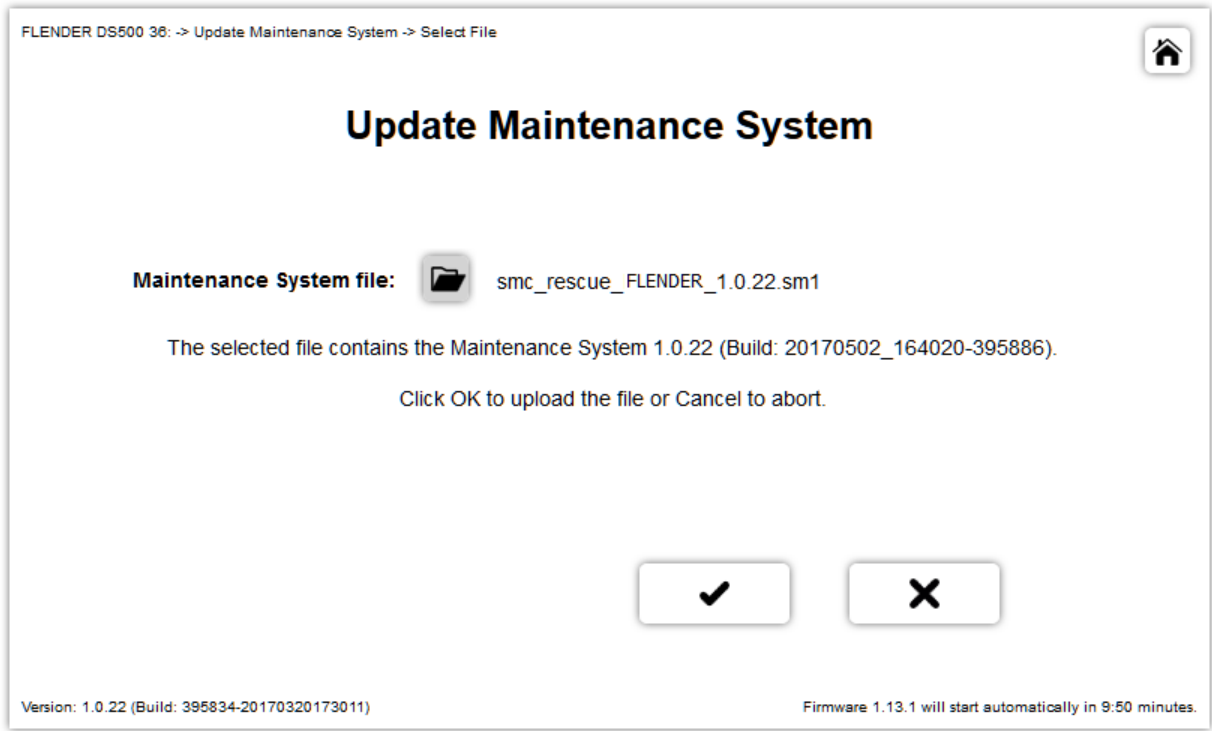 FLENDER DS500 36: -> Update Maintenance System -> Select File
Update Maintenance System
Maintenance System file: smc_rescue_FLENDER_1.0.22.sm1
The selected file contains the Maintenance System 1.0.22 (Build: 20170502_164020-395886).
Click OK to upload the file or Cancel to abort.
Version: 1.0.22 (Build: 395834-20170320173011)
Firmware 1.13.1 will start automatically in 9:50 minutes.